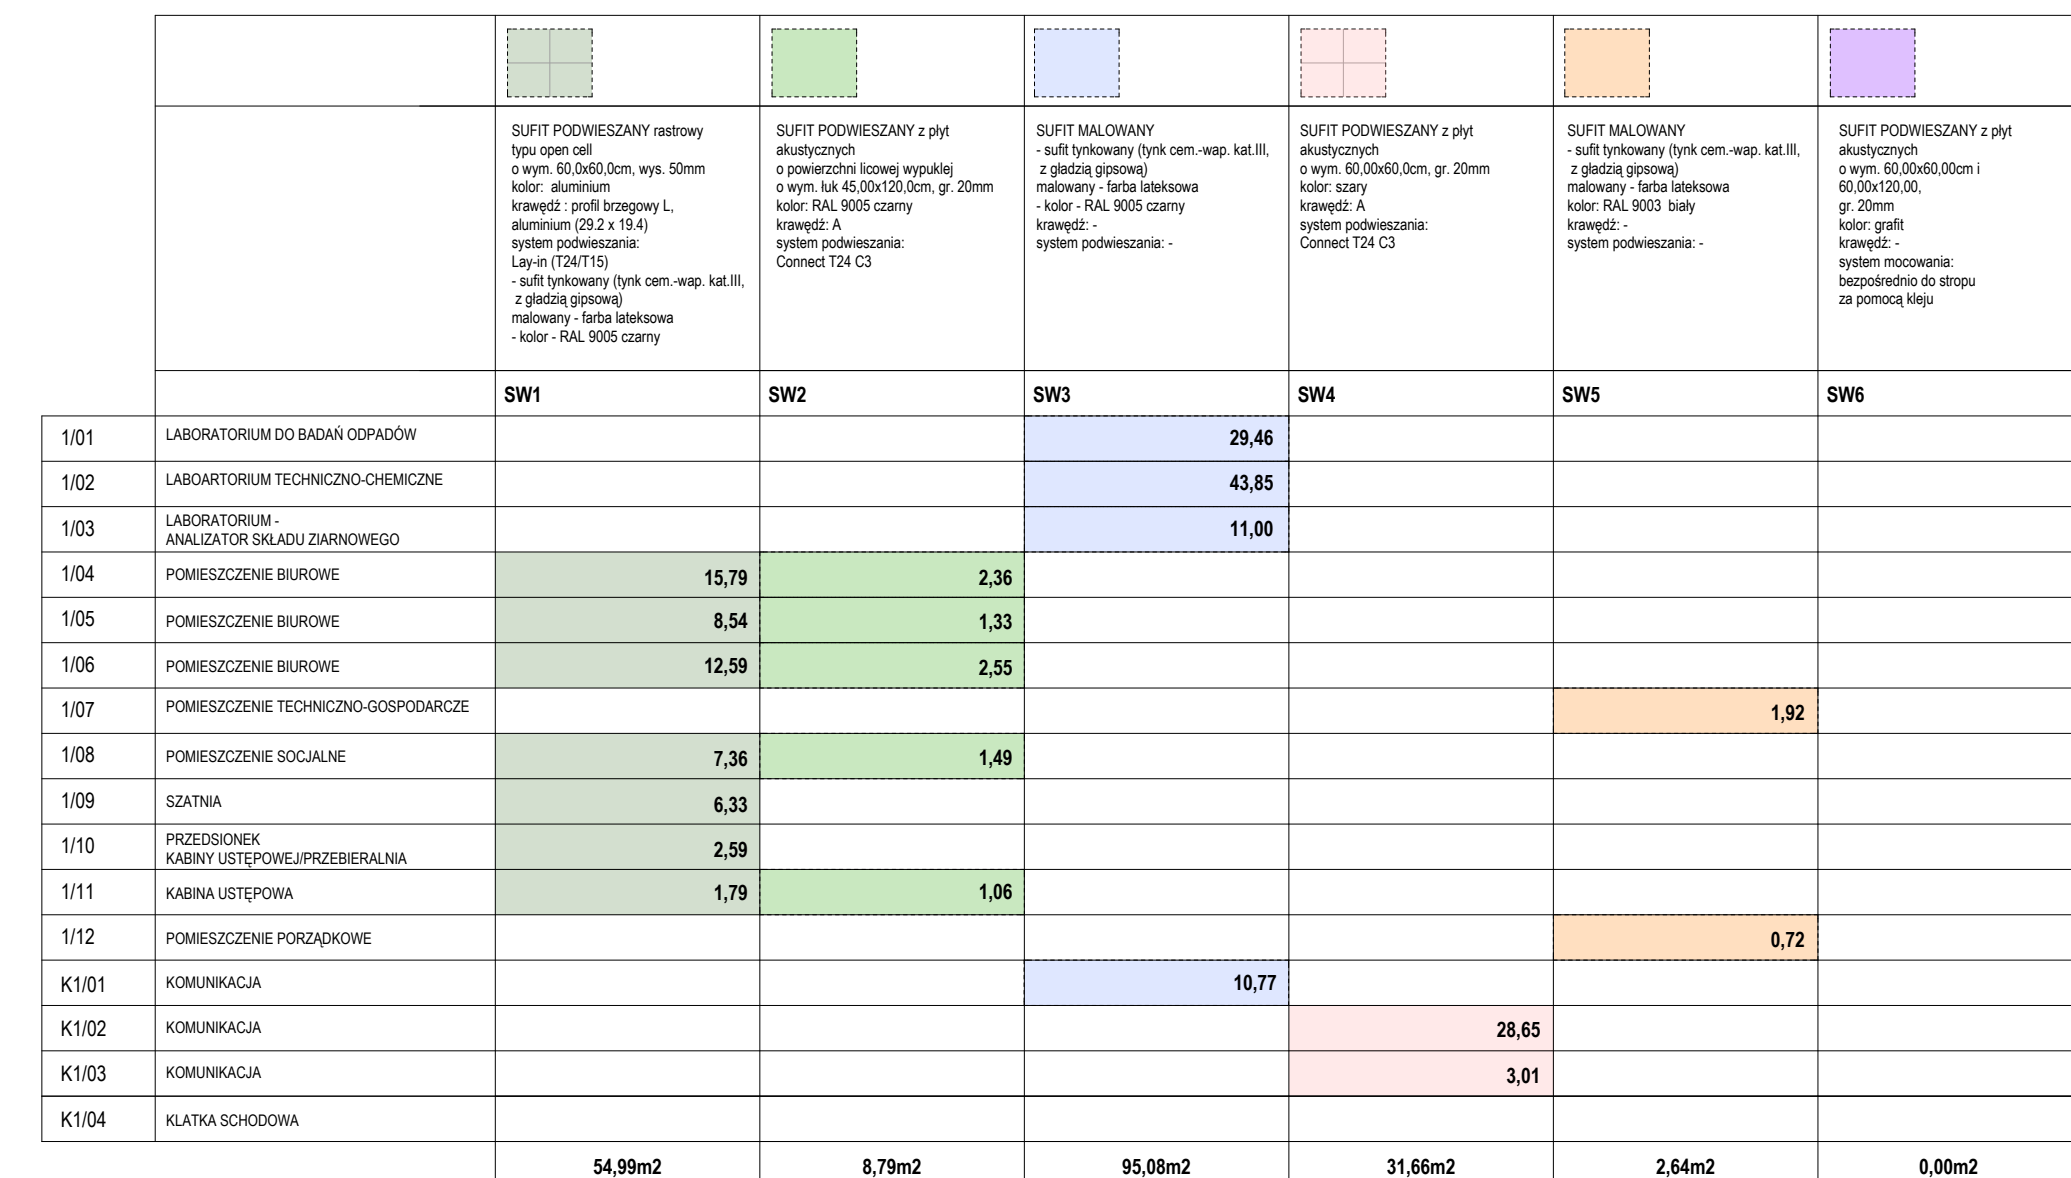 SUFIT PODWIESZANY rastrowy
typu open cell
o wym. 60,0x60,0cm, wys. 50mm
kolor: aluminium
krawędź : profil brzegowy L,
aluminium (29.2 x 19.4)
system podwieszania:
Lay-in (T24/T15)
- sufit tynkowany (tynk cem.-wap. kat.III,
z gładzią gipsową)
malowany - farba lateksowa
- kolor - RAL 9005 czarny
SUFIT PODWIESZANY z płyt
akustycznych
o powierzchni licowej wypuklej
o wym. łuk 45,00x120,0cm, gr. 20mm
kolor: RAL 9005 czarny
krawędź: A
system podwieszania:
Connect T24 C3
SUFIT MALOWANY
- sufit tynkowany (tynk cem.-wap. kat.III,
z gładzią gipsową)
malowany - farba lateksowa
- kolor - RAL 9005 czarny
krawędź: -
system podwieszania: -
SUFIT PODWIESZANY z płyt
akustycznych
o wym. 60,00x60,0cm, gr. 20mm
kolor: szary
krawędź: A
system podwieszania:
Connect T24 C3
SUFIT MALOWANY
- sufit tynkowany (tynk cem.-wap. kat.III,
z gładzią gipsową)
malowany - farba lateksowa
kolor: RAL 9003 biały
krawędź: -
system podwieszania: -
SUFIT PODWIESZANY z płyt
akustycznych
o wym. 60,00x60,00cm i
60,00x120,00,
gr. 20mm
kolor: grafit
krawędź: -
system mocowania:
bezpośrednio do stropu
za pomocą kleju
SW1 SW2 SW3 SW4 SW5 SW6
1/01 LABORATORIUM DO BADAŃ ODPADÓW 29,46
1/02 LABOARTORIUM TECHNICZNO-CHEMICZNE 43,85
1/03 LABORATORIUM -
ANALIZATOR SKŁADU ZIARNOWEGO 11,00
1/04 POMIESZCZENIE BIUROWE 15,79 2,36
1/05 POMIESZCZENIE BIUROWE 8,54 1,33
1/06 POMIESZCZENIE BIUROWE 12,59 2,55
1/07 POMIESZCZENIE TECHNICZNO-GOSPODARCZE 1,92
1/08 POMIESZCZENIE SOCJALNE 7,36 1,49
1/09 SZATNIA 6,33
1/10 PRZEDSIONEK
KABINY USTĘPOWEJ/PRZEBIERALNIA 2,59
1/11 KABINA USTĘPOWA 1,79 1,06
1/12 POMIESZCZENIE PORZĄDKOWE 0,72
K1/01 KOMUNIKACJA 10,77
K1/02 KOMUNIKACJA 28,65
K1/03 KOMUNIKACJA 3,01
K1/04 KLATKA SCHODOWA
54,99m2 8,79m2 95,08m2 31,66m2 2,64m2 0,00m2